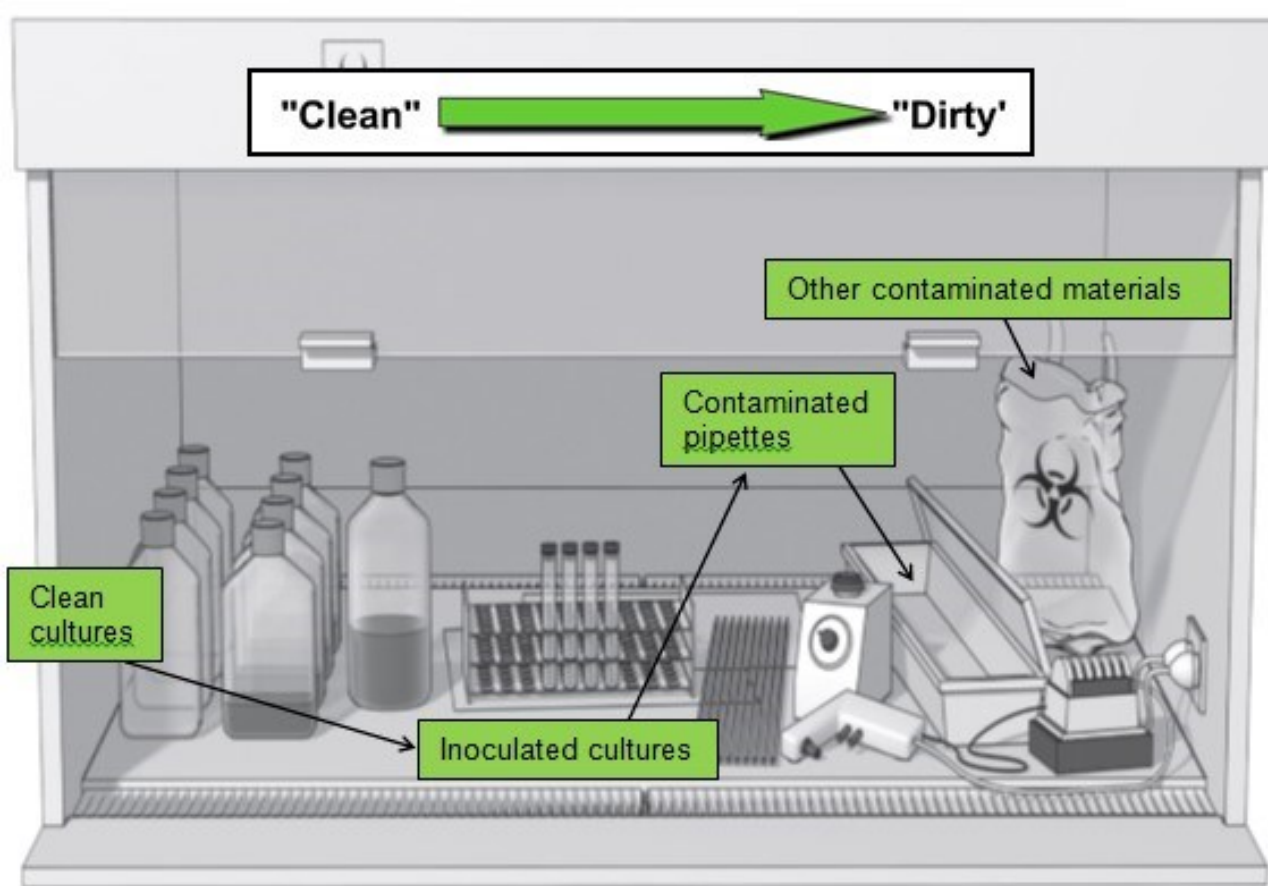 "Clean" "Dirty'
Other contaminated materials
Contaminated
pipettes
Clean
cultures
Inoculated cultures